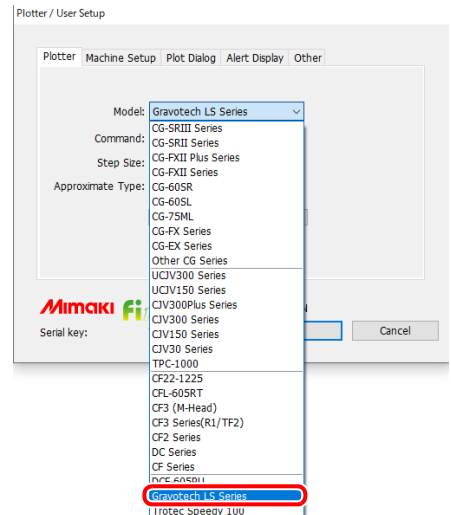 Plotter / User Setup
Plotter Machine Setup Plot Dialog Alert Display Other
Model: Gravotech LS Series
Command:
Step Size:
Approximate Type:
CG-SRIII Series
CG-SRII Series
CG-FXII Plus Series
CG-FXII Series
CG-60SR
CG-60SL
CG-75ML
CG-FX Series
CG-EX Series
Other CG Series
UCJV300 Series
UCJV150 Series
CJV300Plus Series
CJV300 Series
CJV150 Series
CJV30 Series
TPC-1000
CF22-1225
CFL-605RT
CF3 (M-Head)
CF3 Series(R1/TF2)
CF2 Series
DC Series
CF Series
DCF-605PU
Gravotech LS Series
Trotec Speedy 100
Mimaki Fi
Serial key:
Cancel